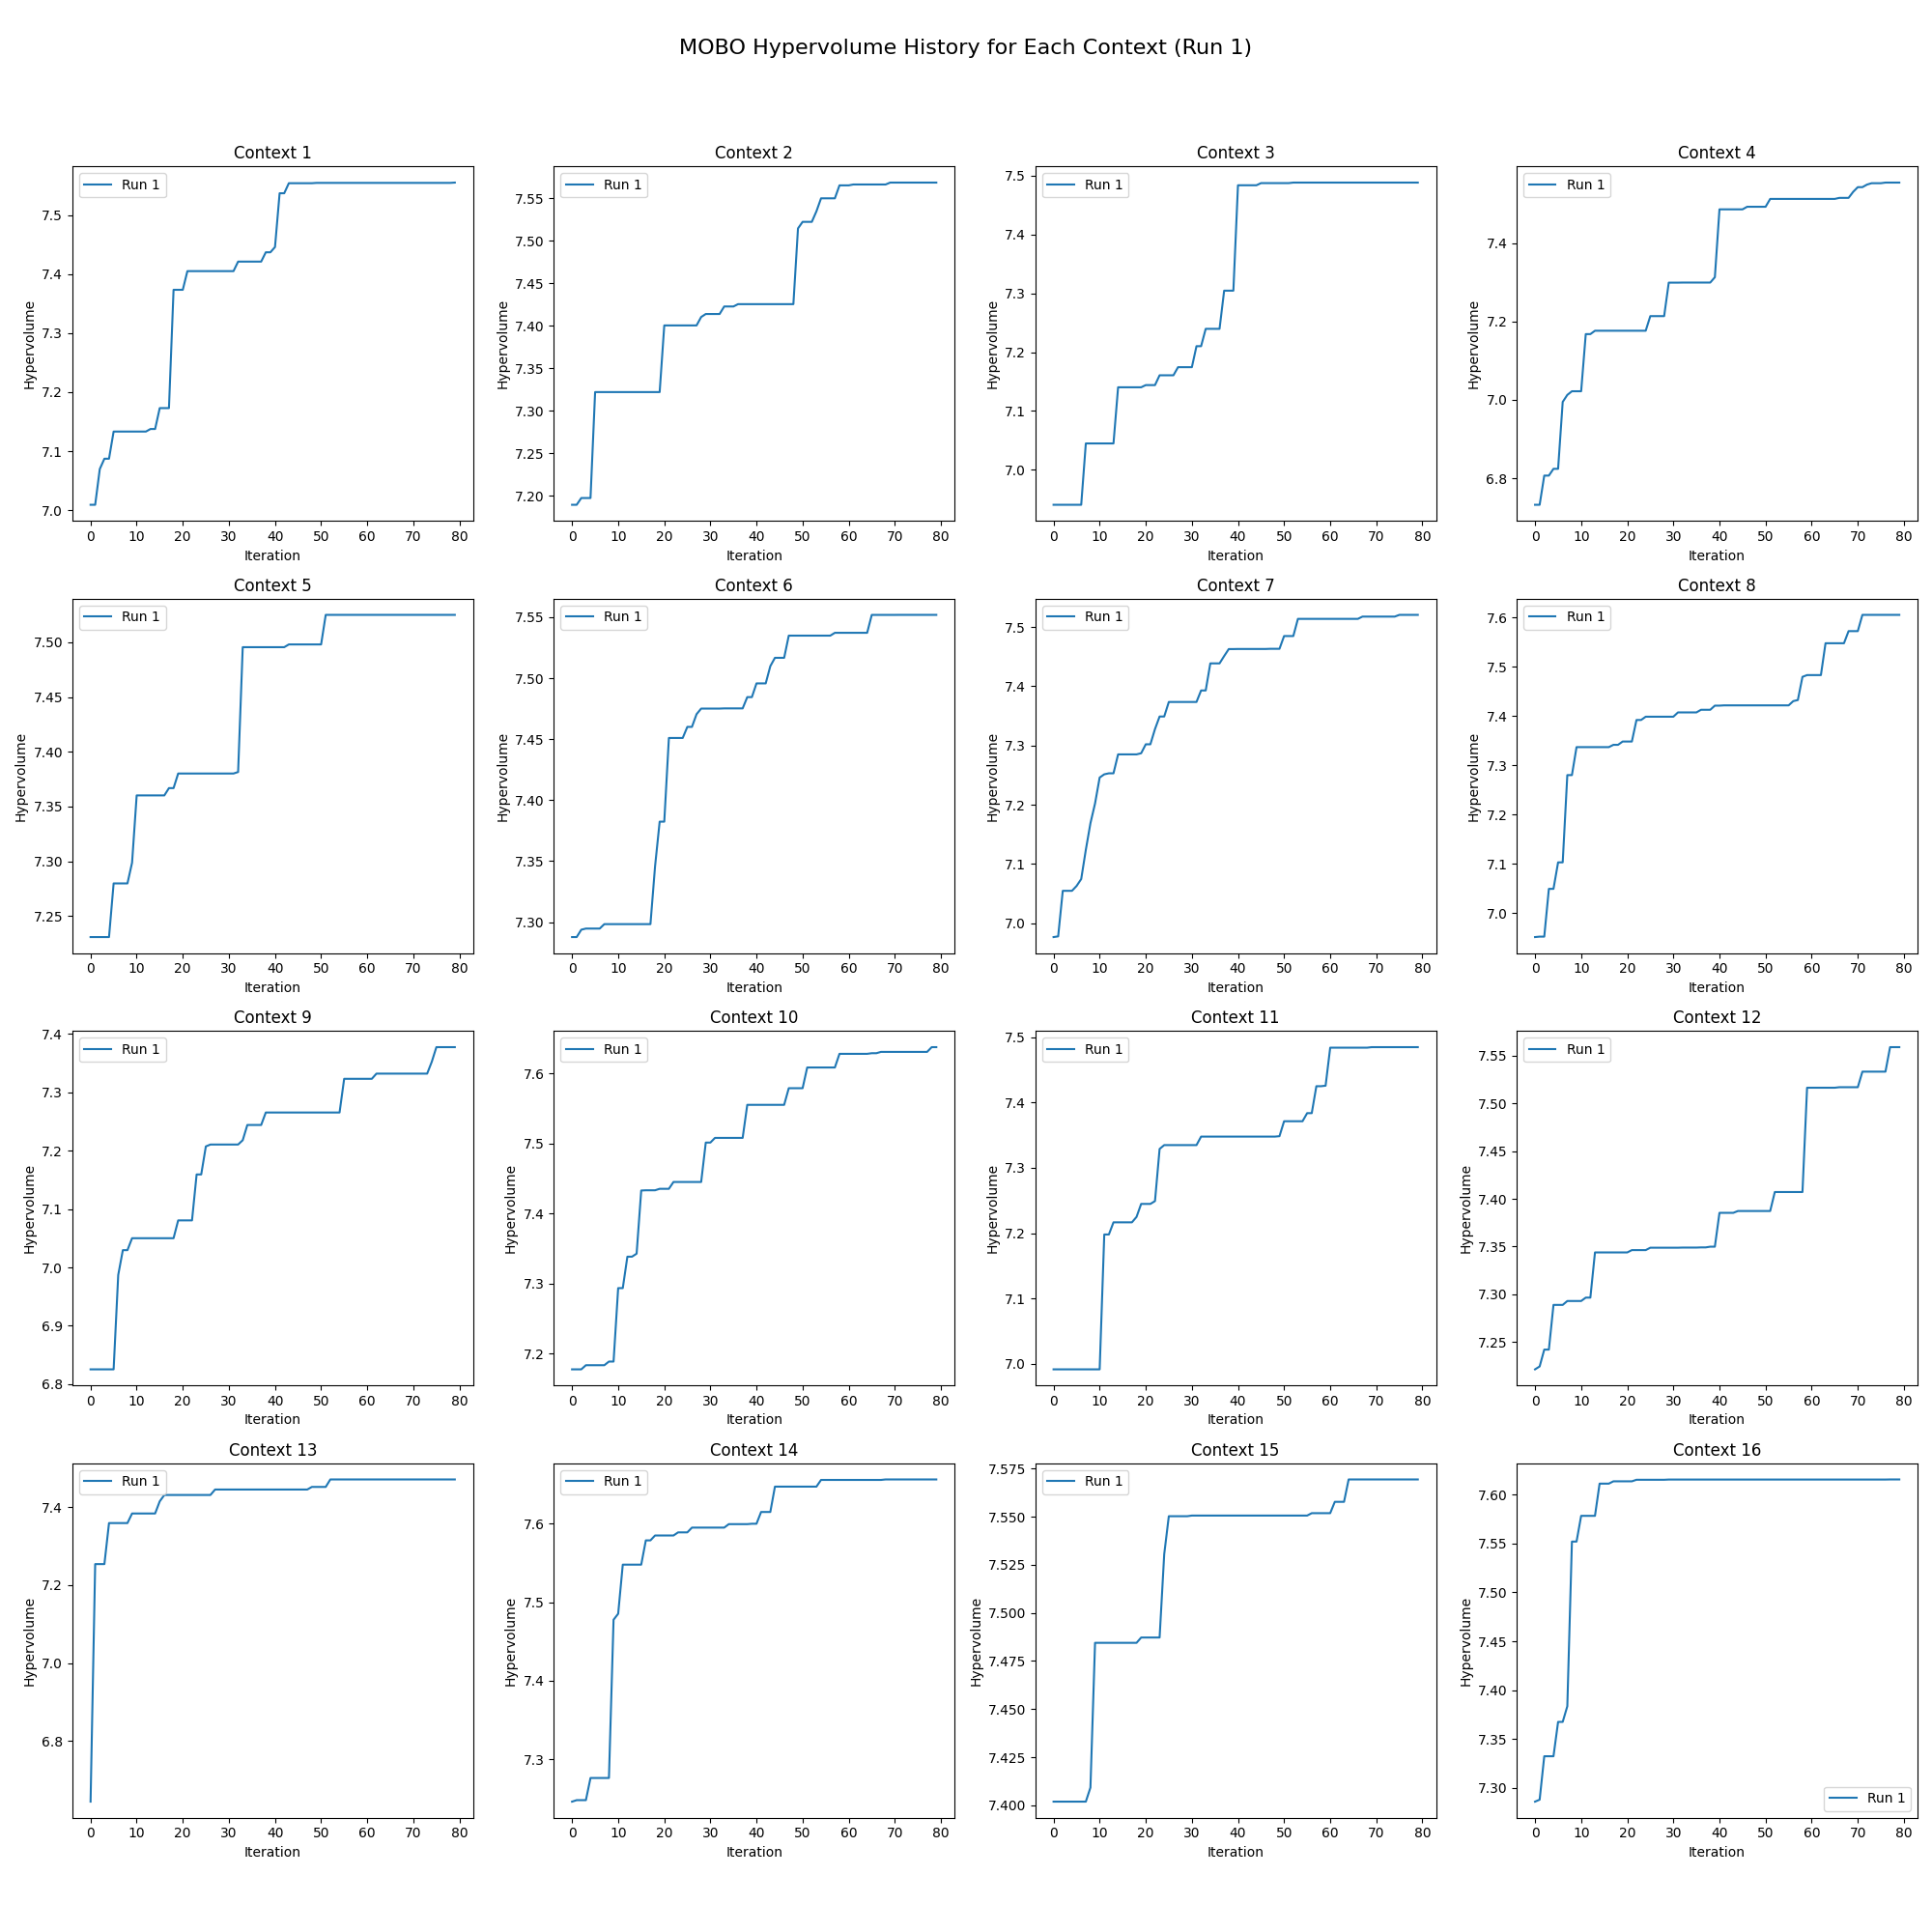 MOBO Hypervolume History for Each Context (Run 1)
Context 1
Run 1
Hypervolume
7.5
7.4
7.3
7.2
7.1
7.0
0 10 20 30 40 50 60 70 80
Iteration
Context 2
Run 1
Hypervolume
7.55
7.50
7.45
7.40
7.35
7.30
7.25
7.20
0 10 20 30 40 50 60 70 80
Iteration
Context 3
Run 1
Hypervolume
7.5
7.4
7.3
7.2
7.1
7.0
0 10 20 30 40 50 60 70 80
Iteration
Context 4
Run 1
Hypervolume
7.4
7.2
7.0
6.8
0 10 20 30 40 50 60 70 80
Iteration
Context 5
Run 1
Hypervolume
7.50
7.45
7.40
7.35
7.30
7.25
0 10 20 30 40 50 60 70 80
Iteration
Context 6
Run 1
Hypervolume
7.55
7.50
7.45
7.40
7.35
7.30
0 10 20 30 40 50 60 70 80
Iteration
Context 7
Run 1
Hypervolume
7.5
7.4
7.3
7.2
7.1
7.0
0 10 20 30 40 50 60 70 80
Iteration
Context 8
Run 1
Hypervolume
7.6
7.5
7.4
7.3
7.2
7.1
7.0
0 10 20 30 40 50 60 70 80
Iteration
Context 9
Run 1
Hypervolume
7.4
7.3
7.2
7.1
7.0
6.9
6.8
0 10 20 30 40 50 60 70 80
Iteration
Context 10
Run 1
Hypervolume
7.6
7.5
7.4
7.3
7.2
0 10 20 30 40 50 60 70 80
Iteration
Context 11
Run 1
Hypervolume
7.5
7.4
7.3
7.2
7.1
7.0
0 10 20 30 40 50 60 70 80
Iteration
Context 12
Run 1
Hypervolume
7.55
7.50
7.45
7.40
7.35
7.30
7.25
0 10 20 30 40 50 60 70 80
Iteration
Context 13
Run 1
Hypervolume
7.4
7.2
7.0
6.8
0 10 20 30 40 50 60 70 80
Iteration
Context 14
Run 1
Hypervolume
7.6
7.5
7.4
7.3
0 10 20 30 40 50 60 70 80
Iteration
Context 15
Run 1
Hypervolume
7.575
7.550
7.525
7.500
7.475
7.450
7.425
7.400
0 10 20 30 40 50 60 70 80
Iteration
Context 16
Hypervolume
7.60
7.55
7.50
7.45
7.40
7.35
7.30
Run 1
0 10 20 30 40 50 60 70 80
Iteration